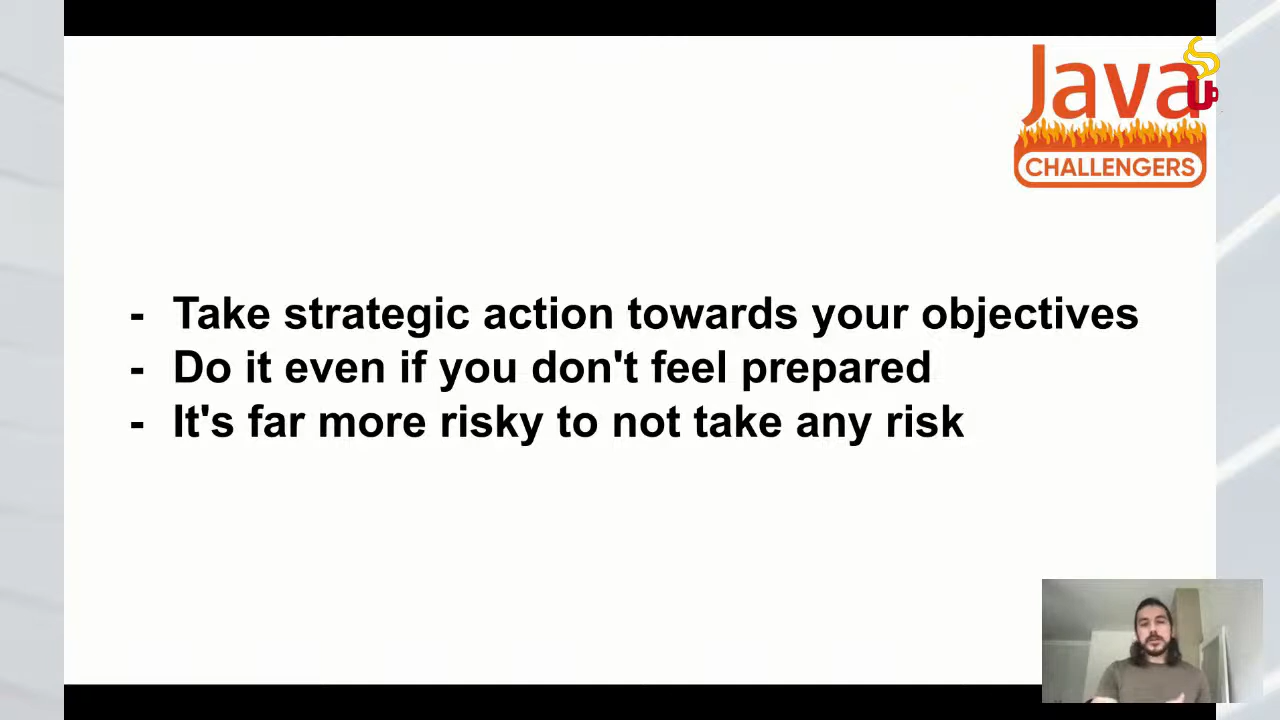 Java
CHALLENGERS
- Take strategic action towards your objectives
- Do it even if you don't feel prepared
- It's far more risky to not take any risk